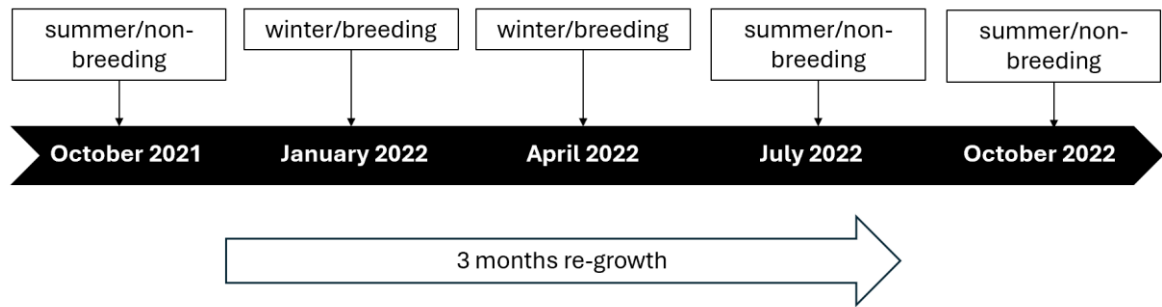 summer/non-
breeding
winter/breeding
winter/breeding
summer/non-
breeding
summer/non-
breeding
October 2021
January 2022
April 2022
July 2022
October 2022
3 months re-growth